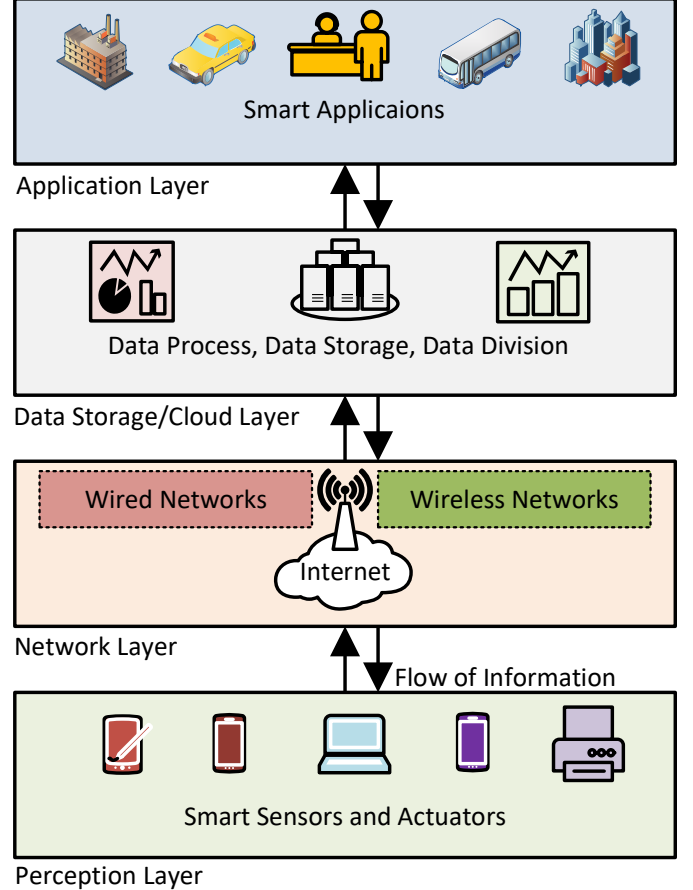 Smart Applicaions
Application Layer
Data Process, Data Storage, Data Division
Data Storage/Cloud Layer
Wired Networks
Wireless Networks
Internet
Network Layer
Flow of Information
Smart Sensors and Actuators
Perception Layer